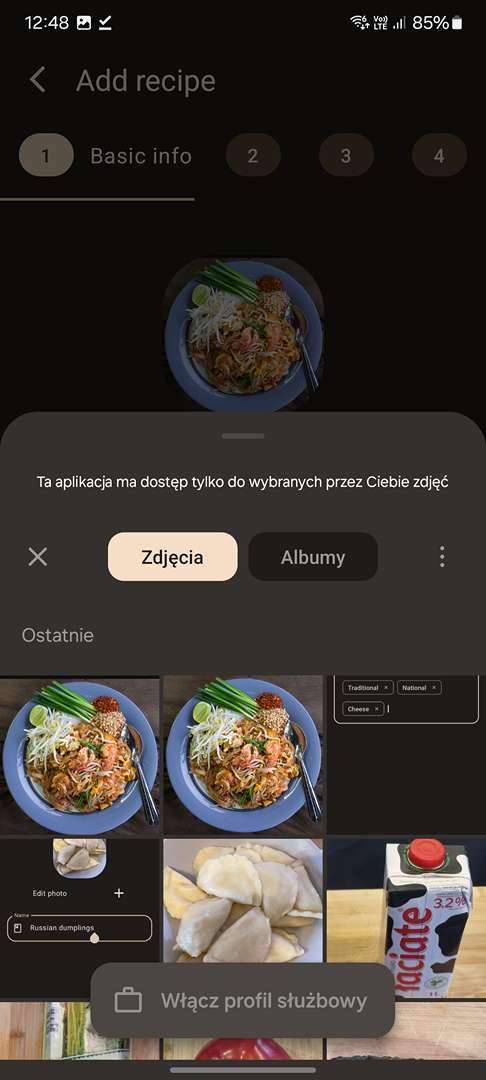 12:48 Vo) LTE 85%
Add recipe
1 Basic info 2 3 4
Ta aplikacja ma dostęp tylko do wybranych przez Ciebie zdjęć
Zdjęcia Albumy
Ostatnie
Traditional × National ×
Cheese ×
Edit photo +
Name
Russian dumplings
3.2%
Łaciate
Włącz profil służbowy